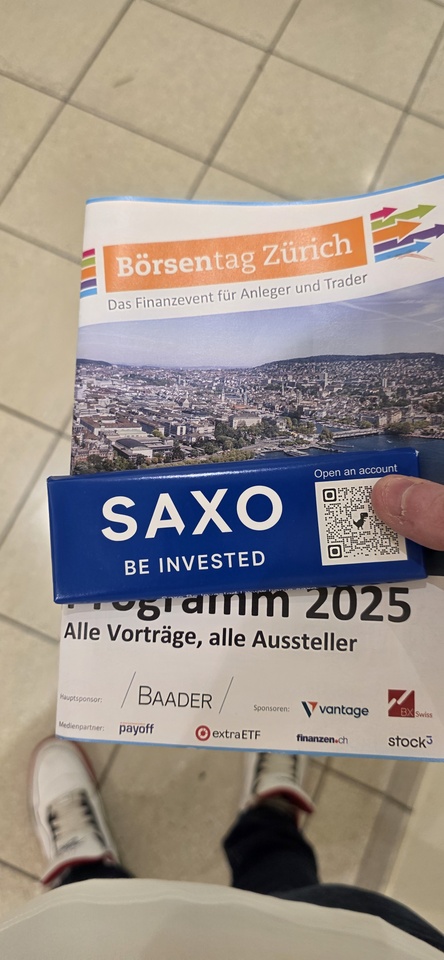 Börsentag Zürich
Das Finanzevent für Anleger und Trader
Open an account
SAXO
BE INVESTED
Programm 2025
Alle Vorträge, alle Aussteller
Hauptsponsor: BAADER Sponsoren: vantage BX Swiss
Medienpartner: payoff extraETF finanzen.ch stock3